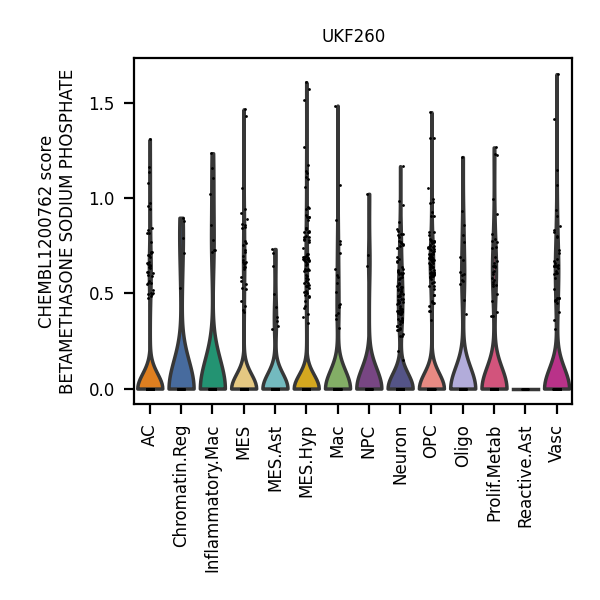 UKF260
CHEMBL1200762 score
BETAMETHASONE SODIUM PHOSPHATE
1.5
1.0
0.5
0.0
AC
Chromatin.Reg
Inflammatory.Mac
MES
MES.Ast
MES.Hyp
Mac
NPC
Neuron
OPC
Oligo
Prolif.Metab
Reactive.Ast
Vasc